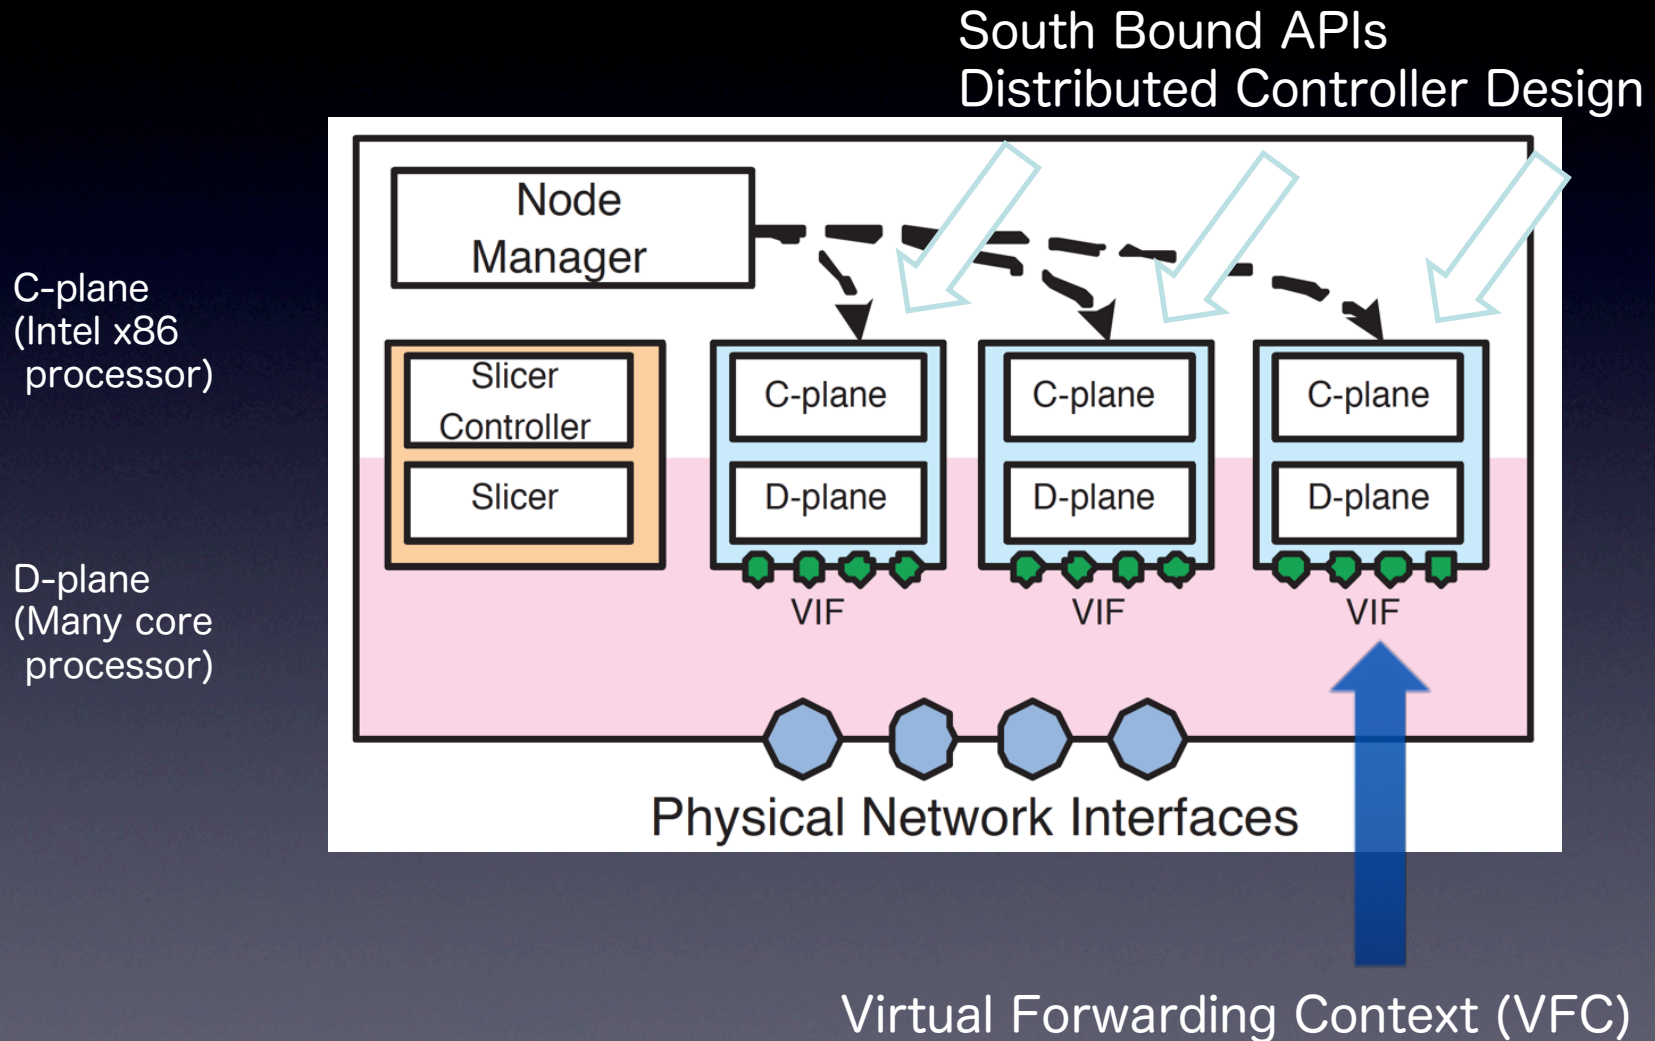 South Bound APIs
Distributed Controller Design
Node
Manager
C-plane
(Intel x86
processor)
Slicer
Controller
Slicer
C-plane
D-plane
VIF
C-plane
D-plane
VIF
C-plane
D-plane
VIF
D-plane
(Many core
processor)
Physical Network Interfaces
Virtual Forwarding Context (VFC)